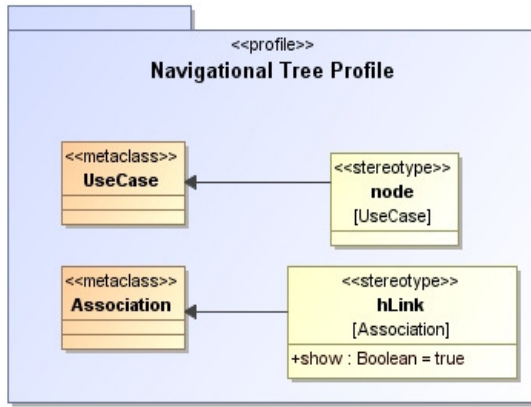 <<profile>>
Navigational Tree Profile
<<metaclass>>
UseCase
<<stereotype>>
node
[UseCase]
<<metaclass>>
Association
<<stereotype>>
hLink
[Association]
+show : Boolean = true